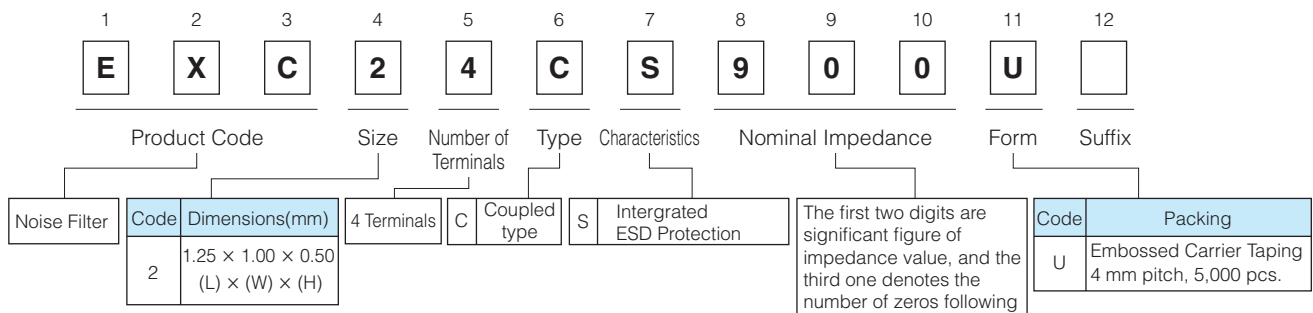 1 2 3 4 5 6 7 8 9 10 11 12
E X C 2 4 C S 9 0 0 U
Product Code Size Number of Terminals Type Characteristics Nominal Impedance Form Suffix
Noise Filter
Code Dimensions(mm)
2 1.25 × 1.00 × 0.50
(L) × (W) × (H)
4 Terminals
C Coupled
type
S Intergrated
ESD Protection
The first two digits are
significant figure of
impedance value, and the
third one denotes the
number of zeros following
Code Packing
U Embossed Carrier Taping
4 mm pitch, 5,000 pcs.